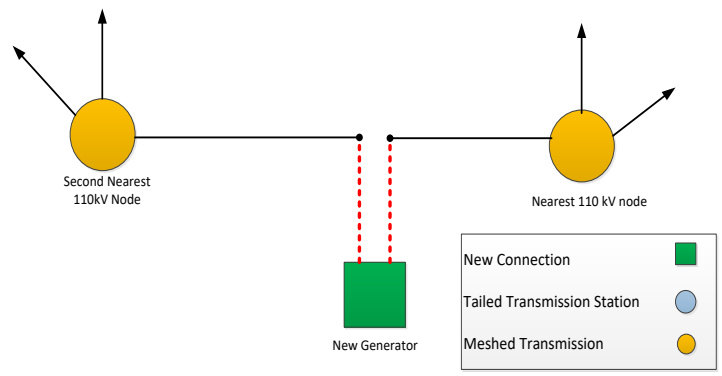 Second Nearest
110kV Node
Nearest 110 kV node
New Generator
New Connection
Tailed Transmission Station
Meshed Transmission